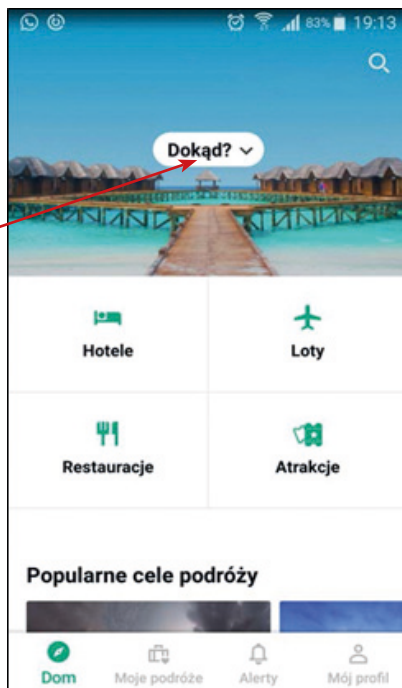 83% 19:13
Dokąd?
Hotele Loty
Restauracje Atrakcje
Popularne cele podróży
Dom Moje podróże Alerty Mój profil